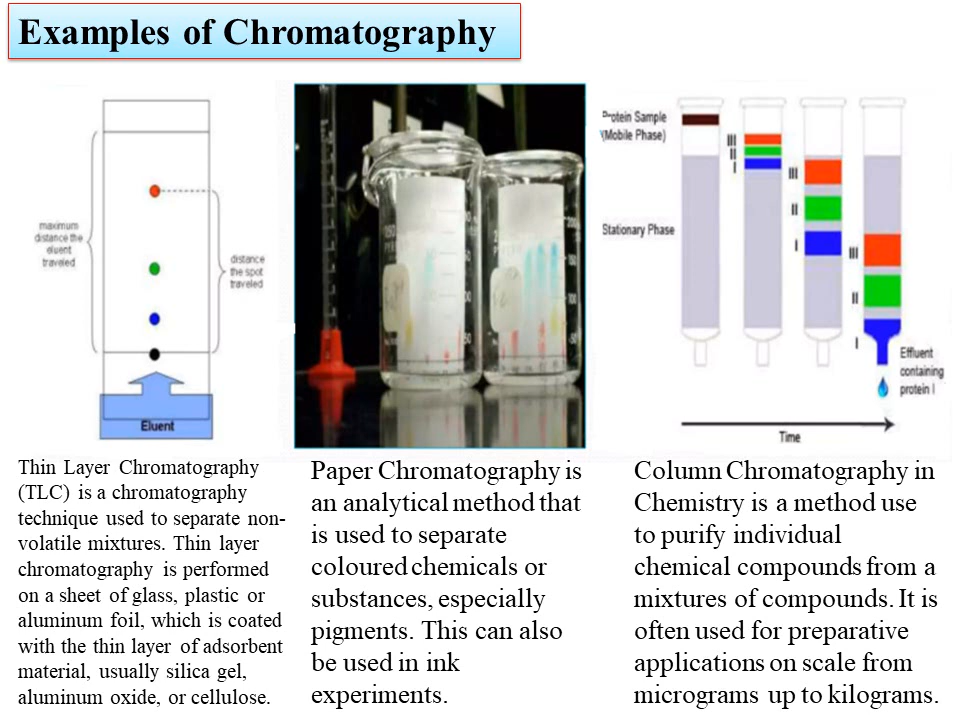 Examples of Chromatography
maximum
distance the
eluent
traveled
distance
the spot
traveled
Eluent
Protein Sample
(Mobile Phase)
Stationary Phase
III
II
I
III
II
I
III
II
I
Effluent
containing
protein I
Time
Thin Layer Chromatography
(TLC) is a chromatography
technique used to separate non-
volatile mixtures. Thin layer
chromatography is performed
on a sheet of glass, plastic or
aluminum foil, which is coated
with the thin layer of adsorbent
material, usually silica gel,
aluminum oxide, or cellulose.
Paper Chromatography is
an analytical method that
is used to separate
coloured chemicals or
substances, especially
pigments. This can also
be used in ink
experiments.
Column Chromatography in
Chemistry is a method use
to purify individual
chemical compounds from a
mixtures of compounds. It is
often used for preparative
applications on scale from
micrograms up to kilograms.